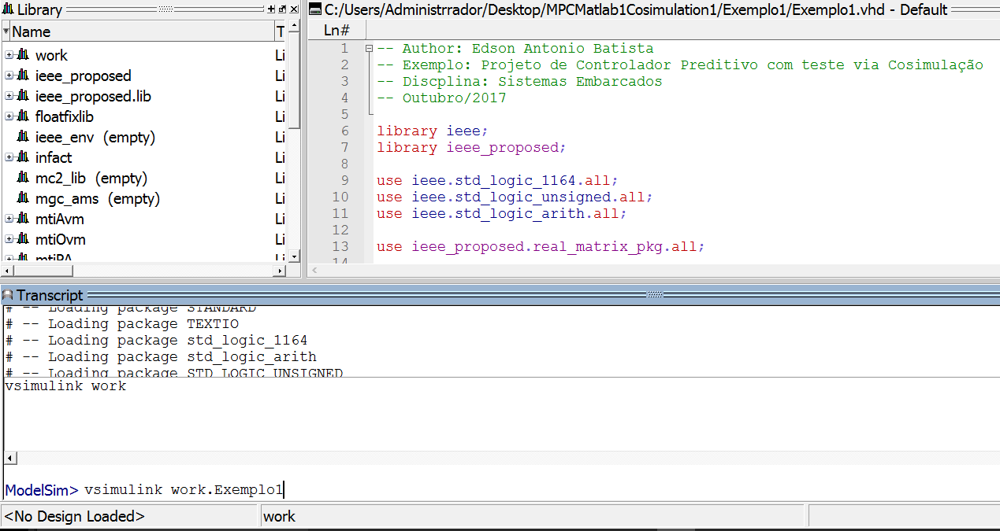 Library
Name T
work Li
ieee_proposed Li
ieee_proposed.lib Li
floatfixlib Li
ieee_env (empty) Li
infact Li
mc2_lib (empty) Li
mgc_ams (empty) Li
mtiAvm Li
mtiOvm Li
mtiPA Li
C:/Users/Administrrador/Desktop/MPCMatlab1Cosimulation1/Exemplo1/Exemplo1.vhd - Default
Ln#
1 -- Author: Edson Antonio Batista
2 -- Exemplo: Projeto de Controlador Preditivo com teste via Cosimulação
3 -- Discplina: Sistemas Embarcados
4 -- Outubro/2017
5
6 library ieee;
7 library ieee_proposed;
8
9 use ieee.std_logic_1164.all;
10 use ieee.std_logic_unsigned.all;
11 use ieee.std_logic_arith.all;
12
13 use ieee_proposed.real_matrix_pkg.all;
14
Transcript
# -- Loading package STANDARD
# -- Loading package TEXTIO
# -- Loading package std_logic_1164
# -- Loading package std_logic_arith
# -- Loading package STD_LOGIC_UNSIGNED
vsimulink work
ModelSim> vsimulink work.Exemplo1
<No Design Loaded> work